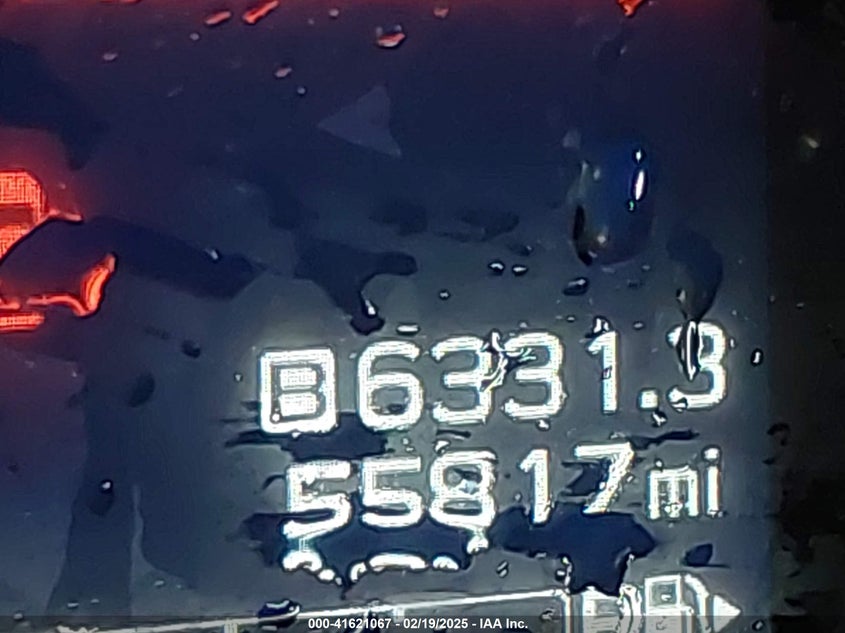 B 6331.3
55817 mi
000-41621067 - 02/19/2025 - IAA Inc.